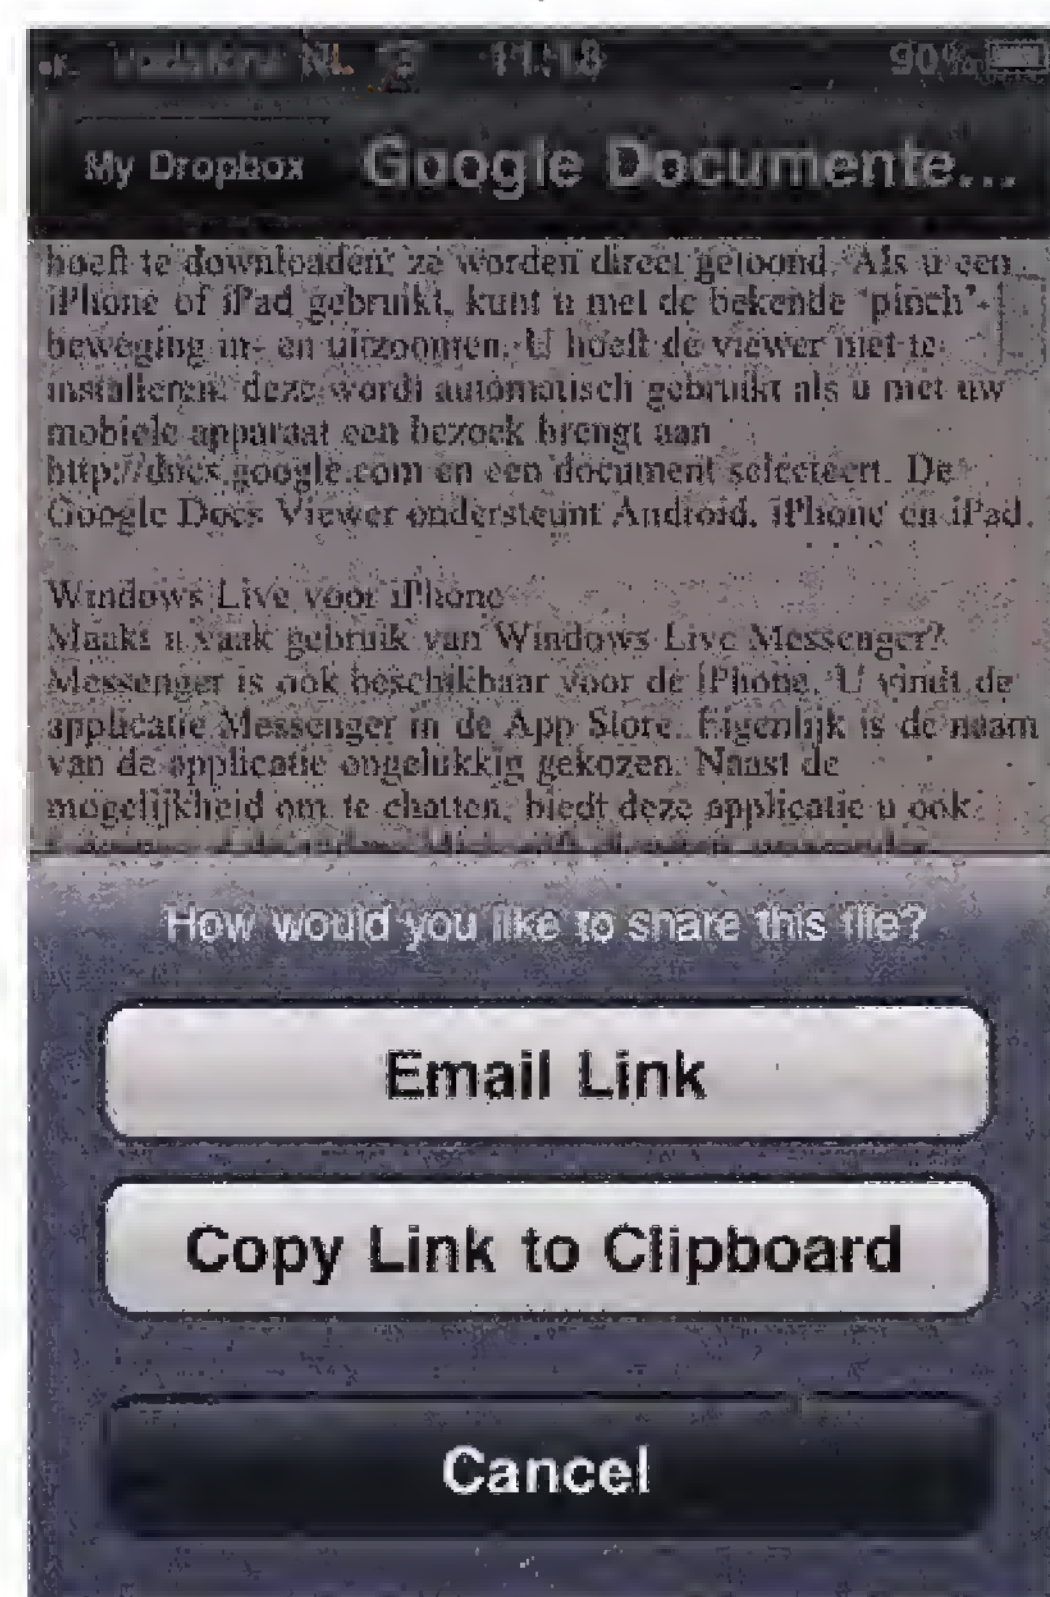 Vodafone NL 11:18 90%
My Dropbox Google Documente...
hoeft te downloaden: ze worden direct getoond. Als u een
iPhone of iPad gebruikt, kunt u met de bekende 'pinch'-
beweging in- en uitzoomen. U hoeft de viewer niet te
installeren: deze wordt automatisch gebruikt als u met uw
mobiele apparaat een bezoek brengt aan
http://docs.google.com en een document selecteert. De
Google Docs Viewer ondersteunt Android, iPhone en iPad.
Windows Live voor iPhone
Maakt u vaak gebruik van Windows Live Messenger?
Messenger is ook beschikbaar voor de iPhone. U vindt de
applicatie Messenger in de App Store. Eigenlijk is de naam
van de applicatie ongelukkig gekozen. Naast de
mogelijkheid om te chatten, biedt deze applicatie u ook
How would you like to share this file?
Email Link
Copy Link to Clipboard
Cancel